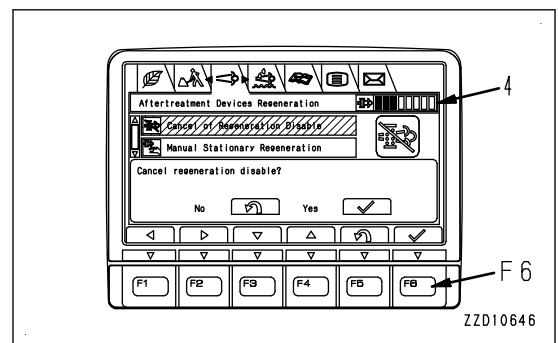 Aftertreatment Devices Regeneration
4
Cancel of Regeneration Disable
Manual Stationary Regeneration
Cancel regeneration disable?
No Yes
F1 F2 F3 F4 F5 F6
F6
ZZD10646